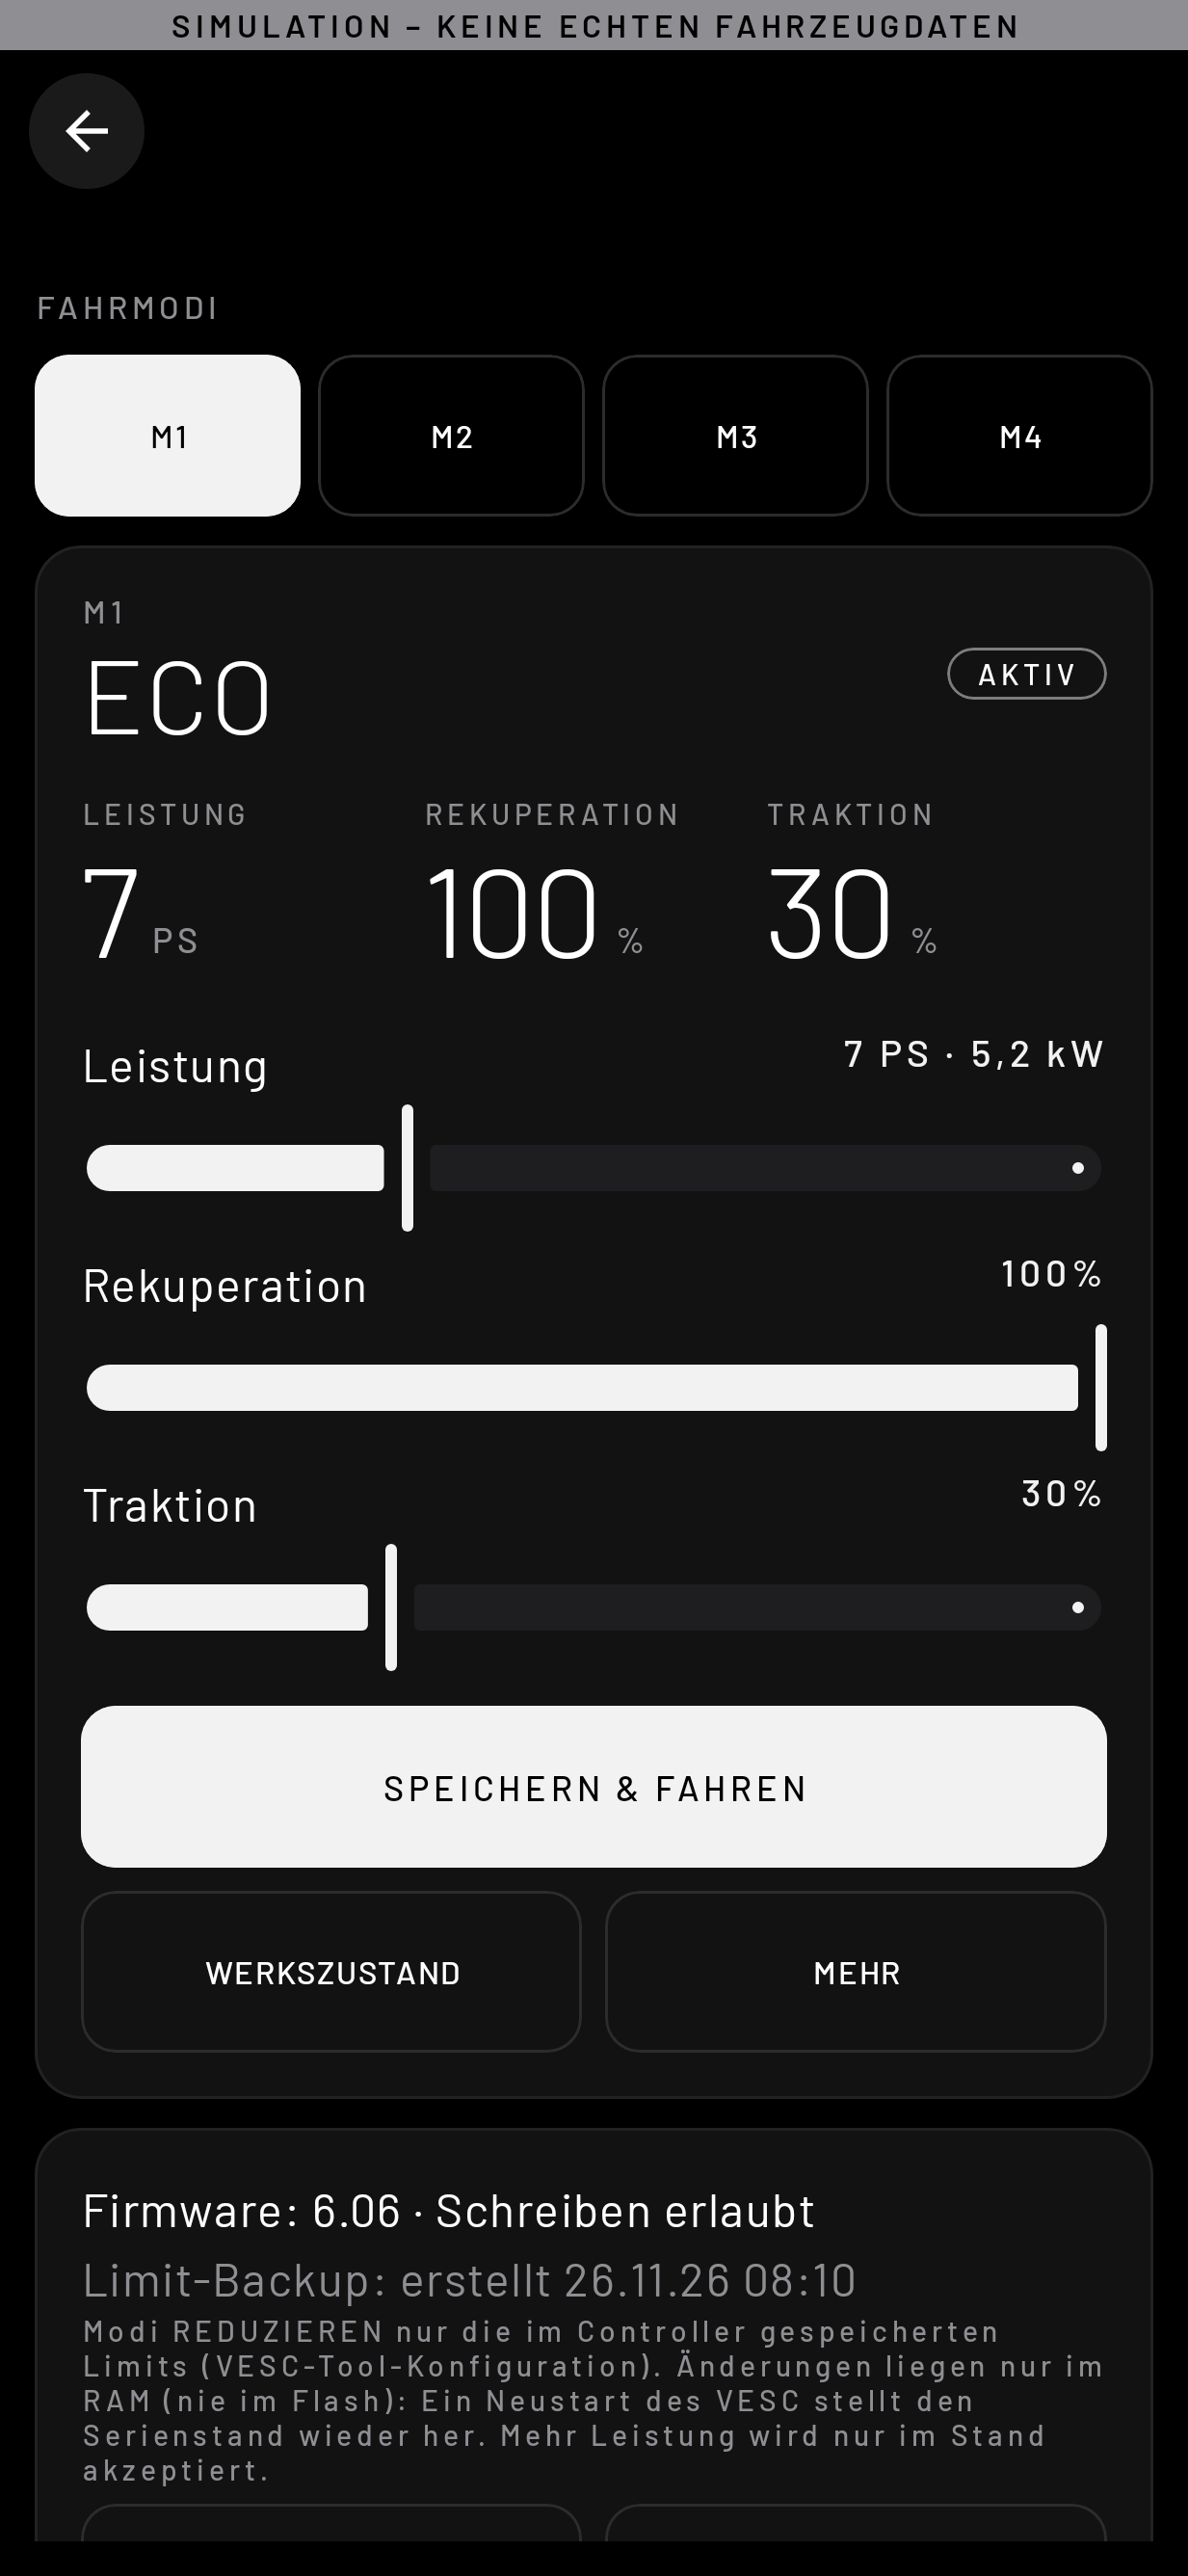 SIMULATION – KEINE ECHTEN FAHRZEUGDATEN
FAHRMODI
M1 M2 M3 M4
M1
ECO
AKTIV
LEISTUNG REKUPERATION TRAKTION
7 PS 100 % 30 %
Leistung 7 PS · 5,2 kW
Rekuperation 100%
Traktion 30%
SPEICHERN & FAHREN
WERKSZUSTAND MEHR
Firmware: 6.06 · Schreiben erlaubt
Limit-Backup: erstellt 26.11.26 08:10
Modi REDUZIEREN nur die im Controller gespeicherten
Limits (VESC-Tool-Konfiguration). Änderungen liegen nur im
RAM (nie im Flash): Ein Neustart des VESC stellt den
Serienstand wieder her. Mehr Leistung wird nur im Stand
akzeptiert.